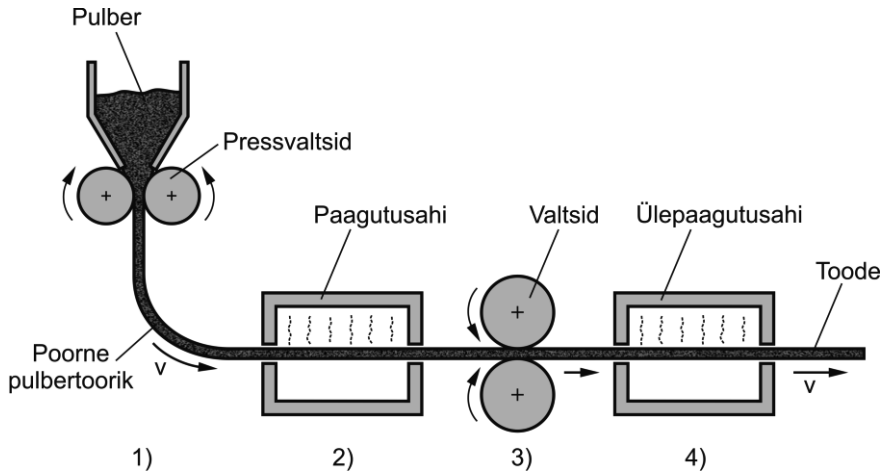 Pulber
Pressvaltsid
Paagutusahi
Valtsid
Ülepaagutusahi
Toode
Poorne
pulbertoorik
v
v
1)
2)
3)
4)